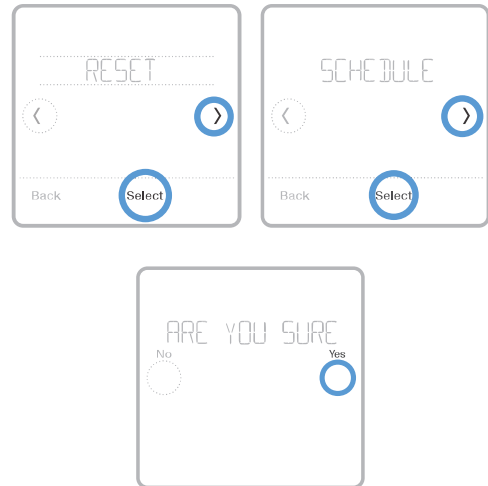 RESET
Back Select
SCHEDULE
Back Select
ARE YOU SURE
No Yes